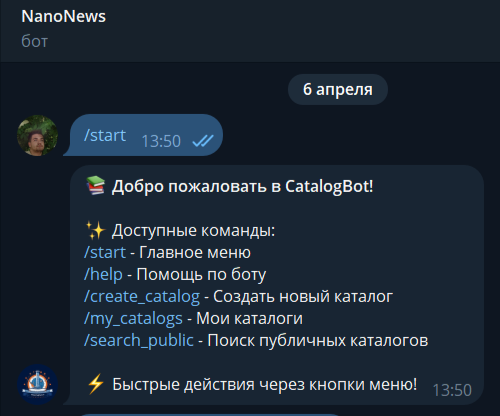 NanoNews
бот
6 апреля
/start 13:50
📚 Добро пожаловать в CatalogBot!
✨ Доступные команды:
/start - Главное меню
/help - Помощь по боту
/create_catalog - Создать новый каталог
/my_catalogs - Мои каталоги
/search_public - Поиск публичных каталогов
⚡ Быстрые действия через кнопки меню! 13:50